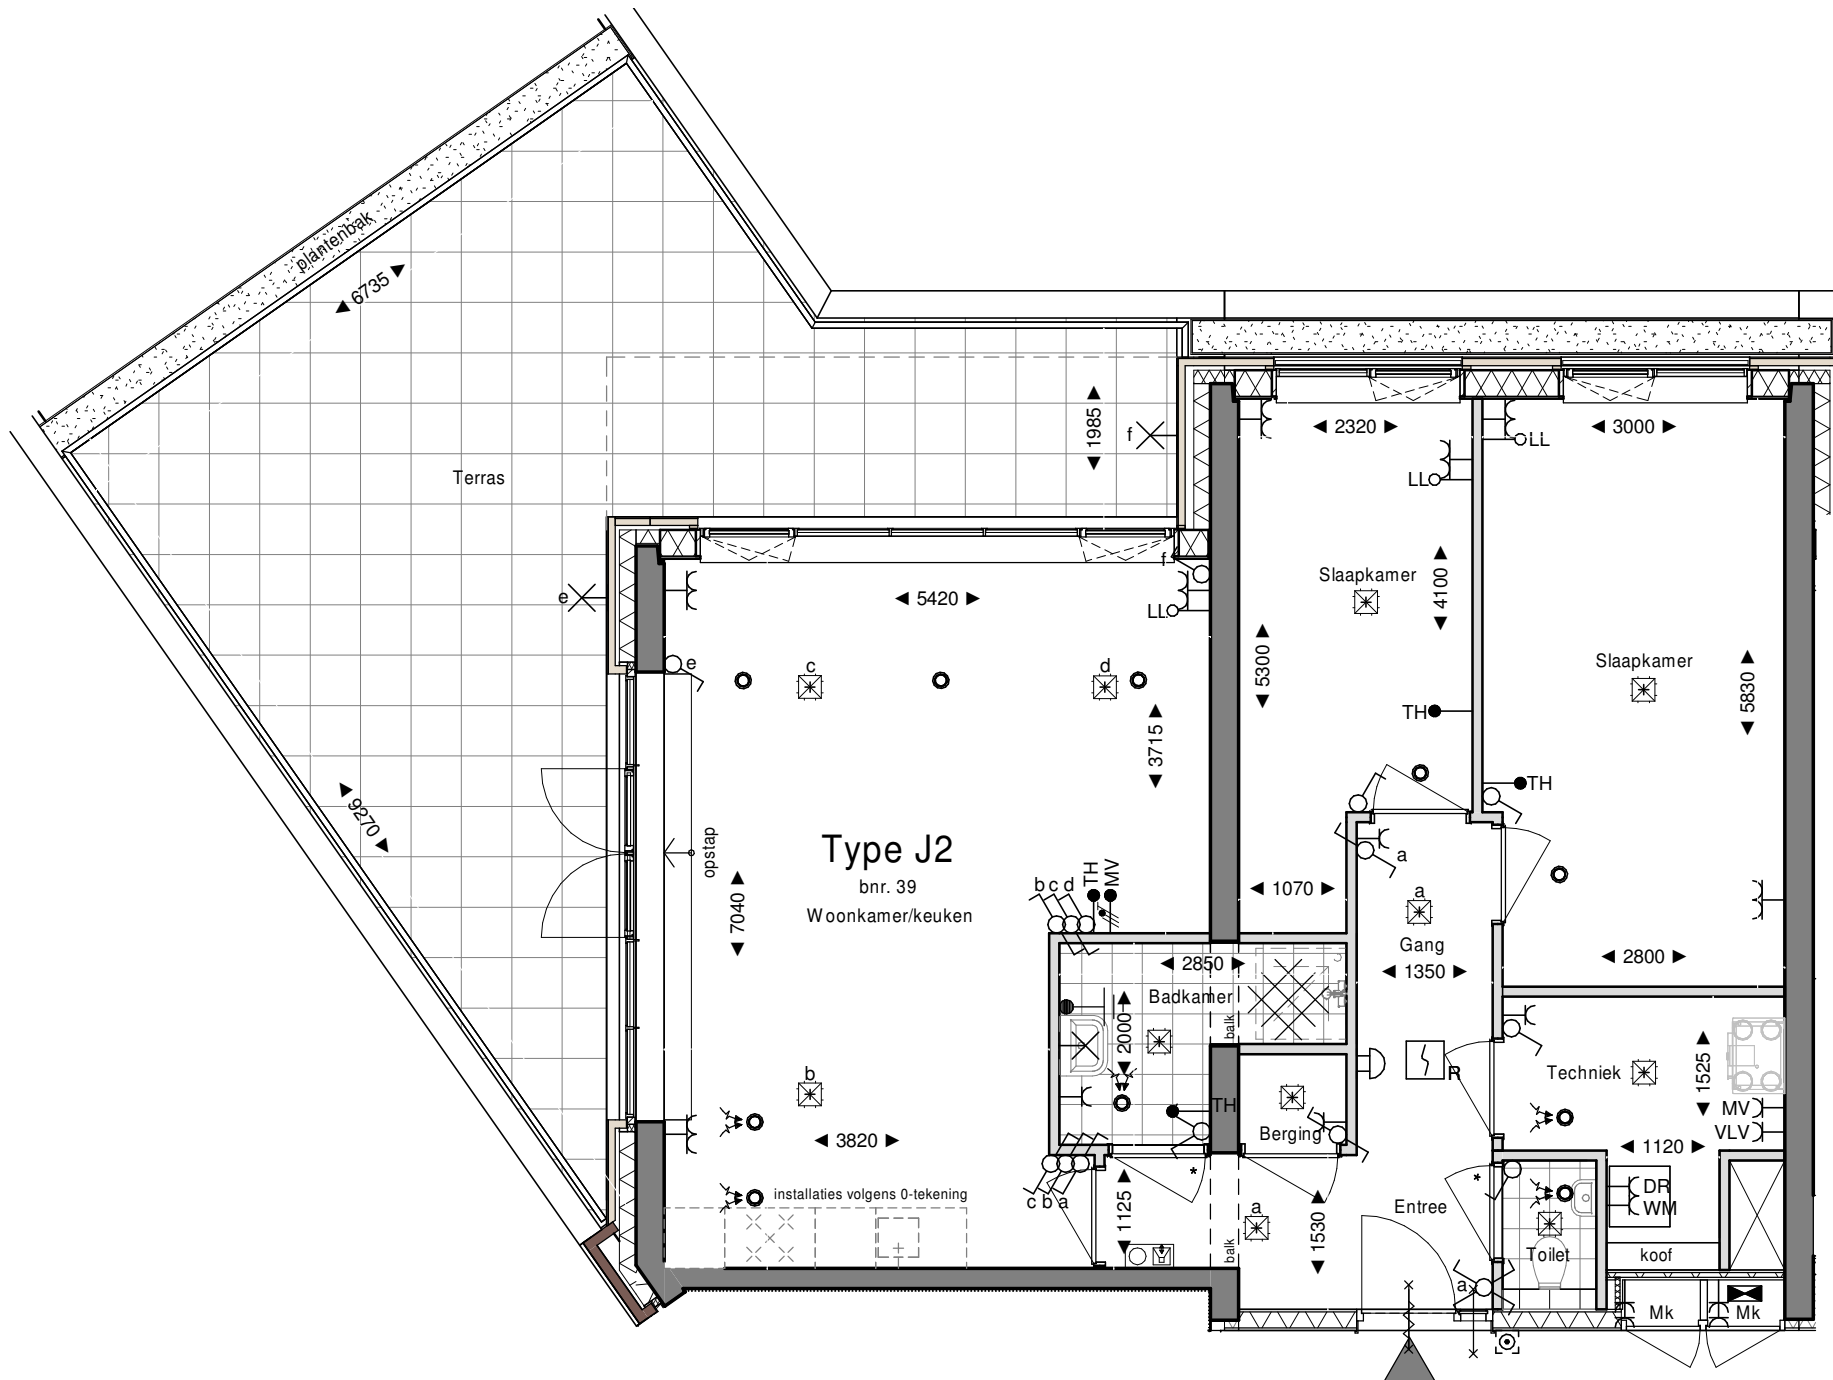 plantenbak
6735
Terras
1985
f
2320
3000
LL
LL
e
f
5420
LL
Slaapkamer
4100
5300
Slaapkamer
5830
e
c
d
3715
TH
TH
9270
opstap
Type J2
bnr. 39
Woonkamer/keuken
7040
b c d
TH
MV
1070
a
a
Gang
1350
2800
2850
Badkamer
2000
balk
R
Techniek
1525
MV
VLV
b
3820
TH
Berging
1120
*
*
c b a
installaties volgens 0-tekening
1125
balk
a
1530
Entree
DR
WM
Toilet
koof
a
Mk
Mk